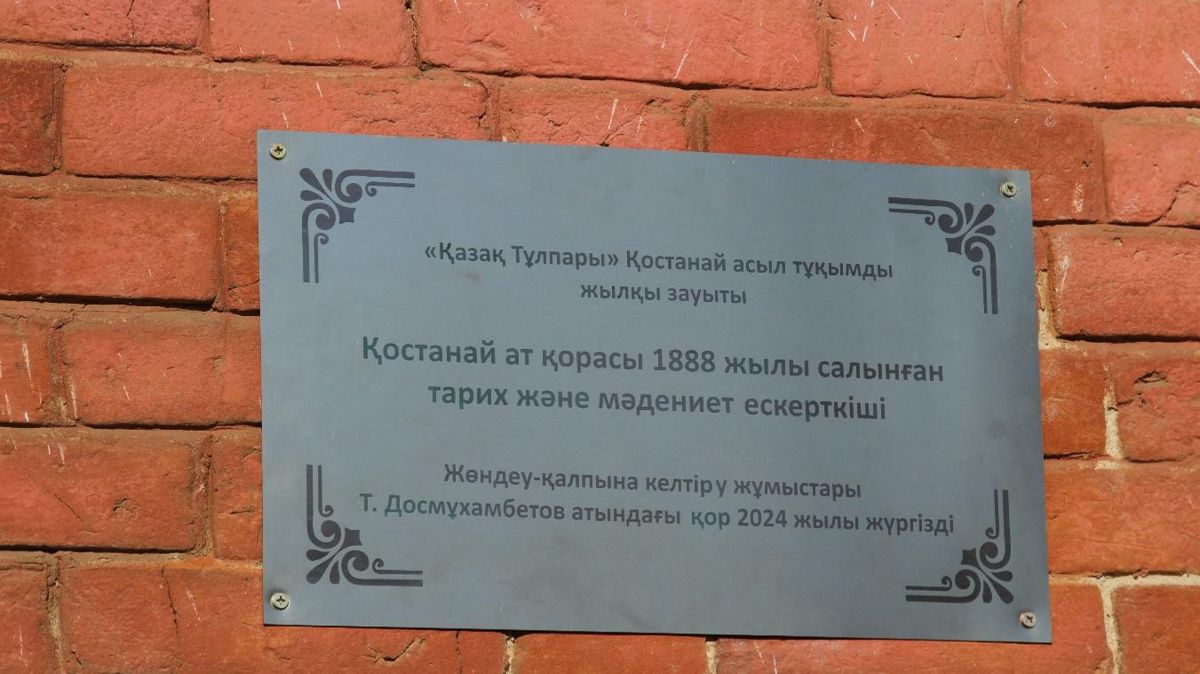 «Қазақ Тұлпары» Қостанай асыл тұқымды
жылқы зауыты
Қостанай ат қорасы 1888 жылы салынған
тарих және мәдениет ескерткіші
Жөндеу-қалпына келтіру жұмыстары
Т. Досмұхамбетов атындағы қор 2024 жылы жүргізді